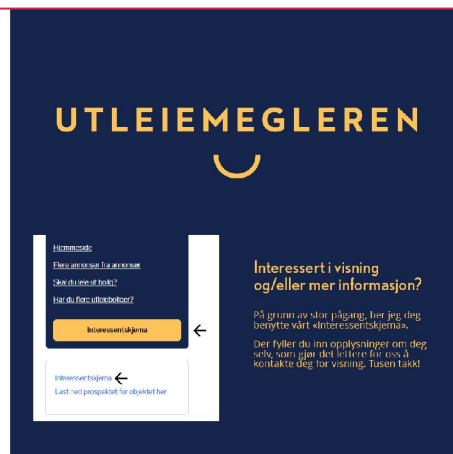 UTLEIEMEGLEREN
Hjemmeside
Flere annonser fra annonsør
Skal du leie ut bolig?
Har du flere utleieboliger?
Interessentskjema
Interessentskjema
Last ned prospektet for objektet her
Interessert i visning
og/eller mer informasjon?
På grunn av stor pågang, ber jeg deg
benytte vårt «Interessentskjema».
Der fyller du inn opplysninger om deg
selv, som gjør det lettere for oss å
kontakte deg for visning. Tusen takk!